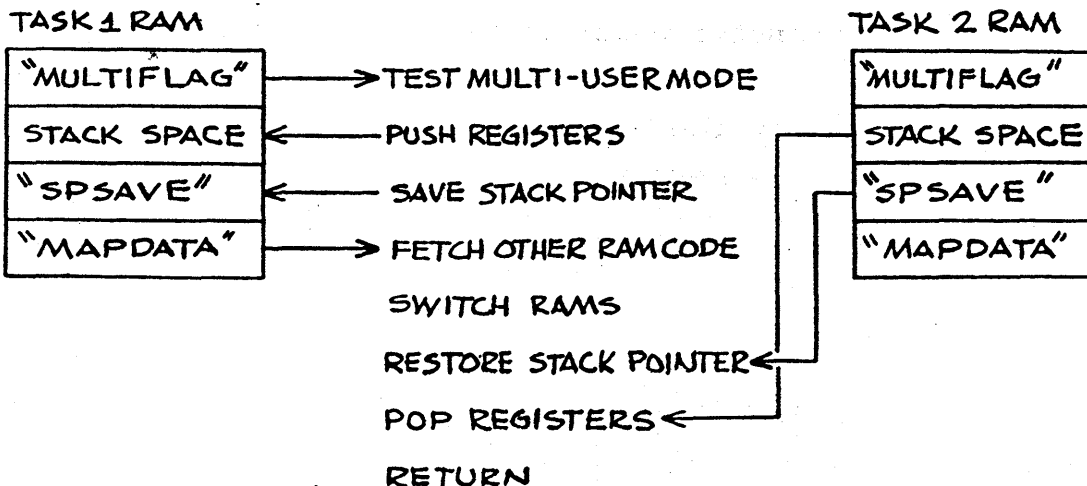 TASK 1 RAM
TASK 2 RAM
"MULTIFLAG"
TEST MULTI-USER MODE
"MULTIFLAG"
STACK SPACE
PUSH REGISTERS
STACK SPACE
"SPSAVE"
SAVE STACK POINTER
"SPSAVE"
"MAPDATA"
FETCH OTHER RAM CODE
"MAPDATA"
SWITCH RAMS
RESTORE STACK POINTER
POP REGISTERS
RETURN